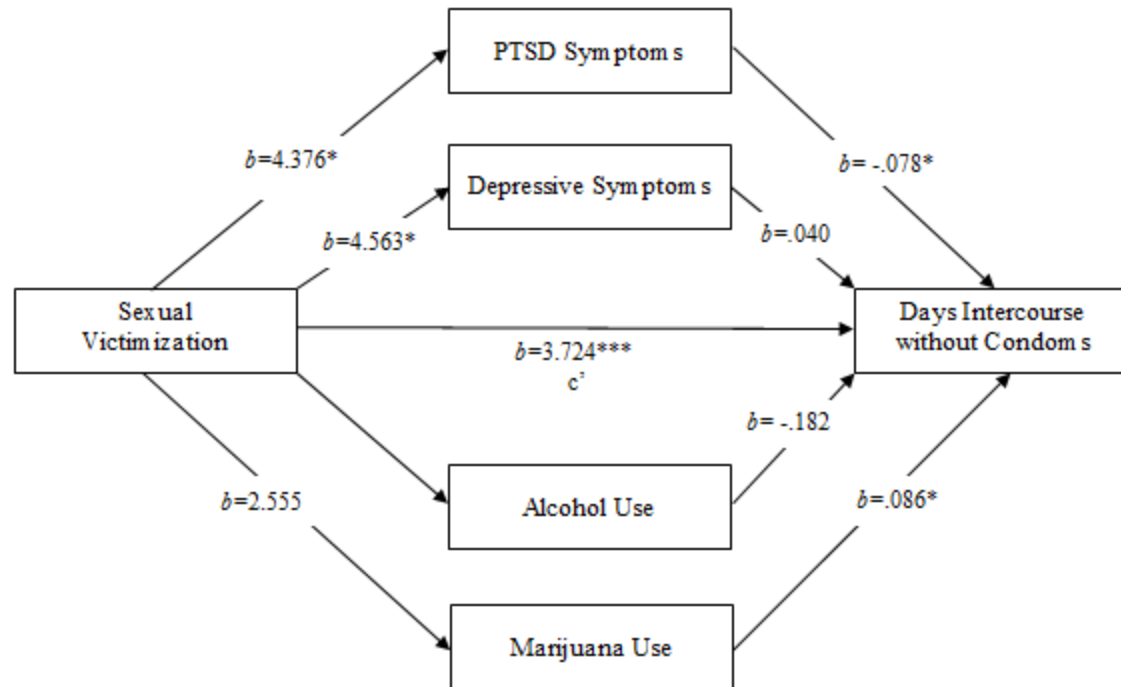 PTSD Symptoms
b=4.376*
b= -.078*
Depressive Symptoms
b=4.563*
b=.040
Sexual
Victimization
Days Intercourse
without Condoms
b=3.724***
c’
b= -.182
Alcohol Use
b=2.555
b=.086*
Marijuana Use